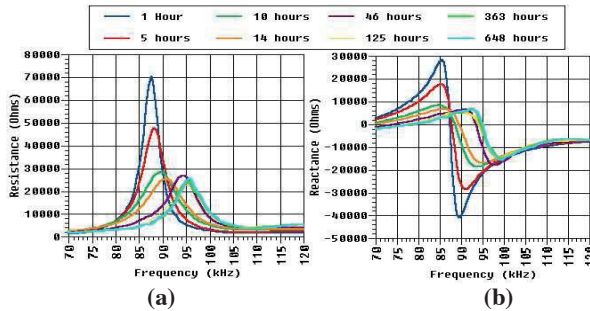 1 Hour 10 hours 46 hours 363 hours
5 hours 14 hours 125 hours 648 hours
80000
70000
60000
50000
40000
30000
20000
10000
0
Resistance (Ohms)
70 75 80 85 90 95 100 105 110 115 120
Frequency (kHz)
(a)
30000
20000
10000
0
-10000
-20000
-30000
-40000
-50000
Reactance (Ohms)
70 75 80 85 90 95 100 105 110 115 120
Frequency (kHz)
(b)